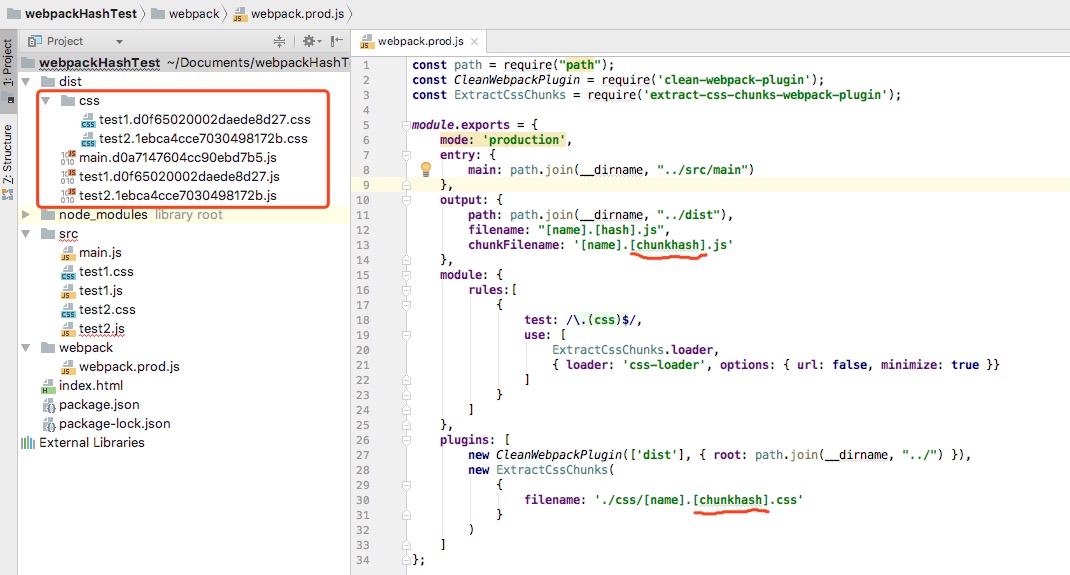 webpackHashTest webpack webpack.prod.js
1: Project
7: Structure
Project
webpackHashTest ~/Documents/webpackHashT
dist
css
test1.d0f65020002daede8d27.css
test2.1ebca4cce7030498172b.css
main.d0a7147604cc90ebd7b5.js
test1.d0f65020002daede8d27.js
test2.1ebca4cce7030498172b.js
node_modules library root
src
main.js
test1.css
test1.js
test2.css
test2.js
webpack
webpack.prod.js
index.html
package.json
package-lock.json
External Libraries
webpack.prod.js
1 const path = require("path");
2 const CleanWebpackPlugin = require('clean-webpack-plugin');
3 const ExtractCssChunks = require('extract-css-chunks-webpack-plugin');
4
5 module.exports = {
6 mode: 'production',
7 entry: {
8 main: path.join(__dirname, "../src/main")
9 },
10 output: {
11 path: path.join(__dirname, "../dist"),
12 filename: "[name].[hash].js",
13 chunkFilename: '[name].[chunkhash].js'
14 },
15 module: {
16 rules:[
17 {
18 test: /\.(css)$/,
19 use: [
20 ExtractCssChunks.loader,
21 { loader: 'css-loader', options: { url: false, minimize: true }}
22 ]
23 }
24 ]
25 },
26 plugins: [
27 new CleanWebpackPlugin(['dist'], { root: path.join(__dirname, "../") }),
28 new ExtractCssChunks(
29 {
30 filename: './css/[name].[chunkhash].css'
31 }
32 )
33 ]
34 };